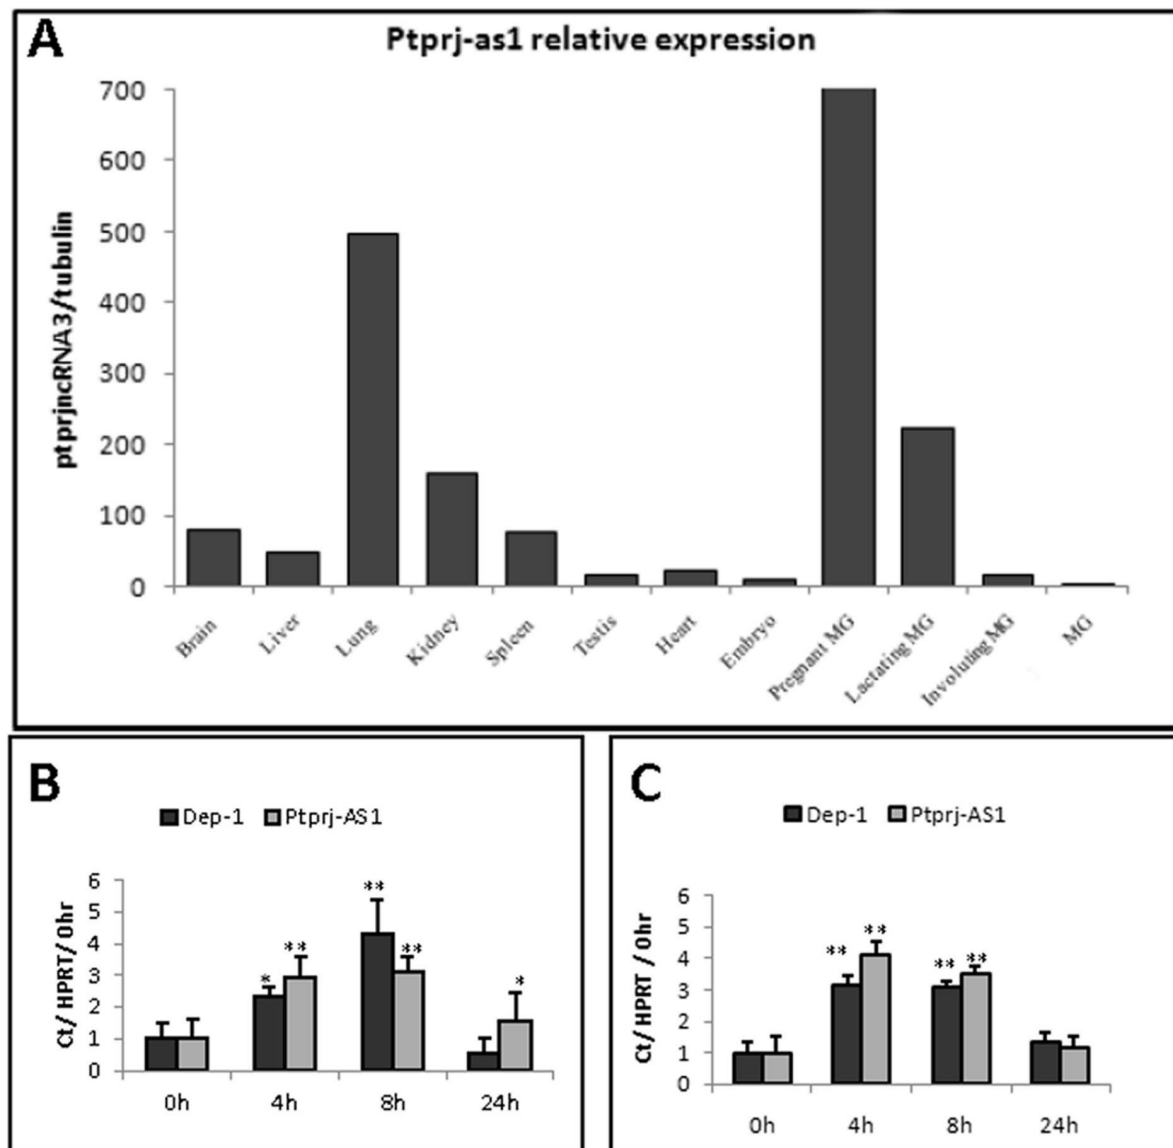 A
Ptprj-as1 relative expression
ptprjncRNA3/tubulin
700
600
500
400
300
200
100
0
Brain
Liver
Lung
Kidney
Spleen
Testis
Heart
Embryo
Pregnant MG
Lactating MG
Involuting MG
MG
B
Dep-1 Ptprj-AS1
Ct/ HPRT/ 0hr
6
5
4
3
2
1
0
* ** ** ** *
0h 4h 8h 24h
C
Dep-1 Ptprj-AS1
Ct/ HPRT / 0hr
6
5
4
3
2
1
0
** ** ** **
0h 4h 8h 24h